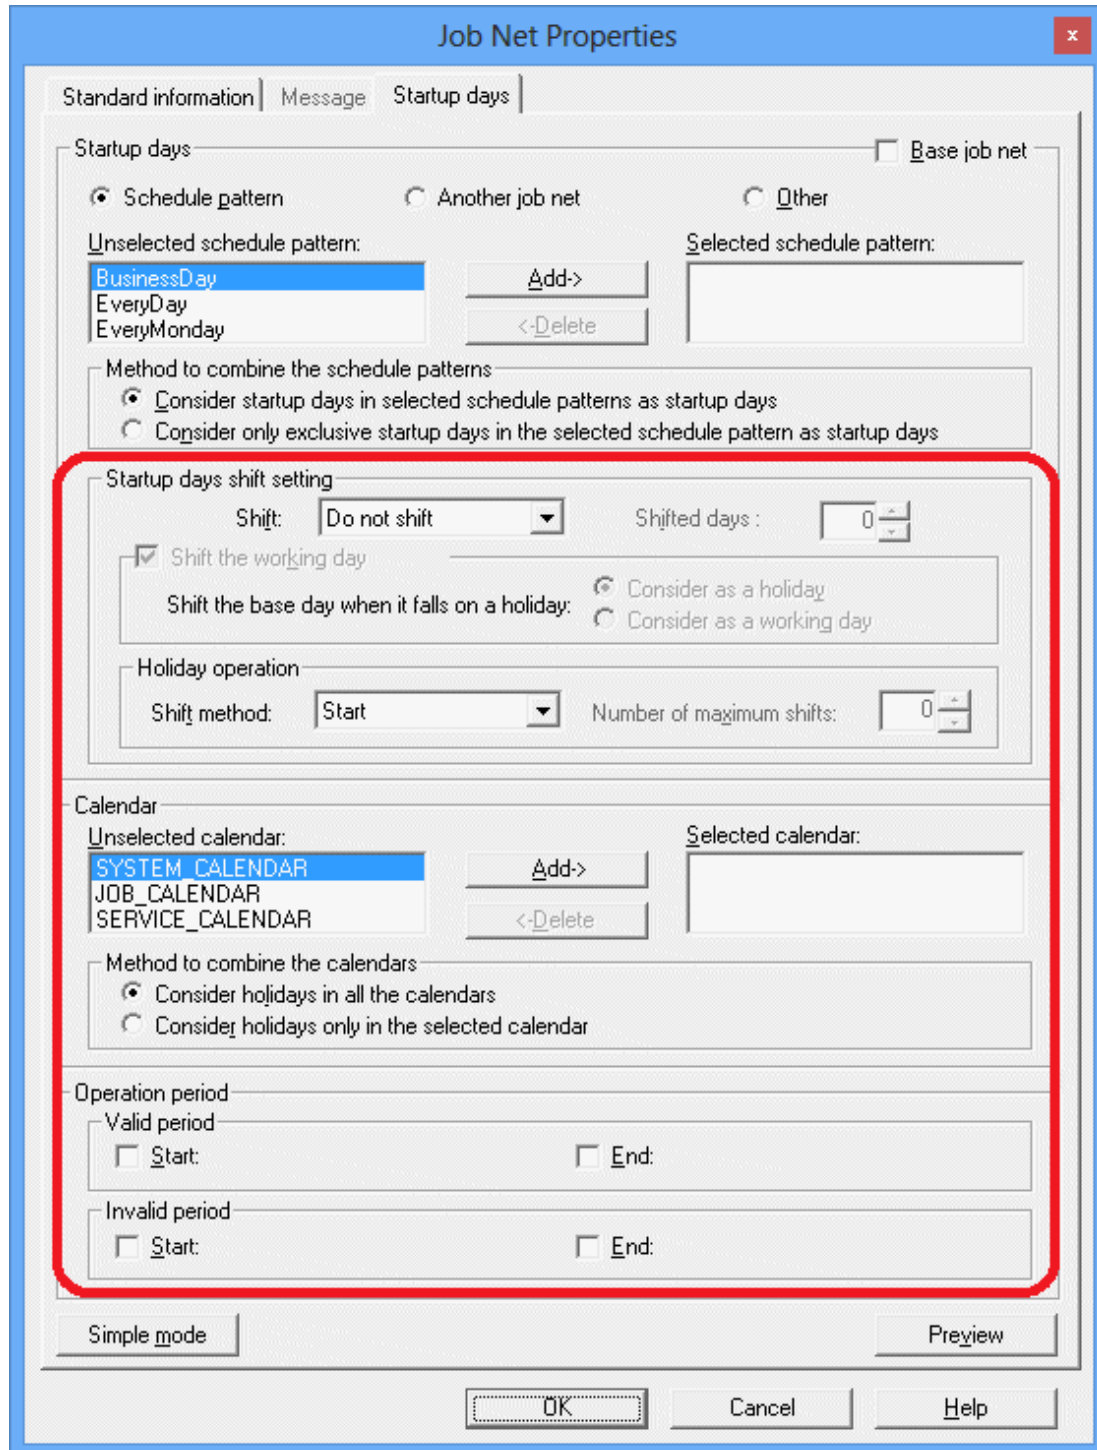 Job Net Properties
x
Standard information Message Startup days
Startup days Base job net
Schedule pattern Another job net Other
Unselected schedule pattern: Selected schedule pattern:
BusinessDay Add->
EveryDay
EveryMonday <-Delete
Method to combine the schedule patterns
Consider startup days in selected schedule patterns as startup days
Consider only exclusive startup days in the selected schedule pattern as startup days
Startup days shift setting
Shift: Do not shift Shifted days : 0
Shift the working day
Shift the base day when it falls on a holiday: Consider as a holiday
Consider as a working day
Holiday operation
Shift method: Start Number of maximum shifts: 0
Calendar
Unselected calendar: Selected calendar:
SYSTEM_CALENDAR Add->
JOB_CALENDAR
SERVICE_CALENDAR <-Delete
Method to combine the calendars
Consider holidays in all the calendars
Consider holidays only in the selected calendar
Operation period
Valid period
Start: End:
Invalid period
Start: End:
Simple mode Preview
OK Cancel Help